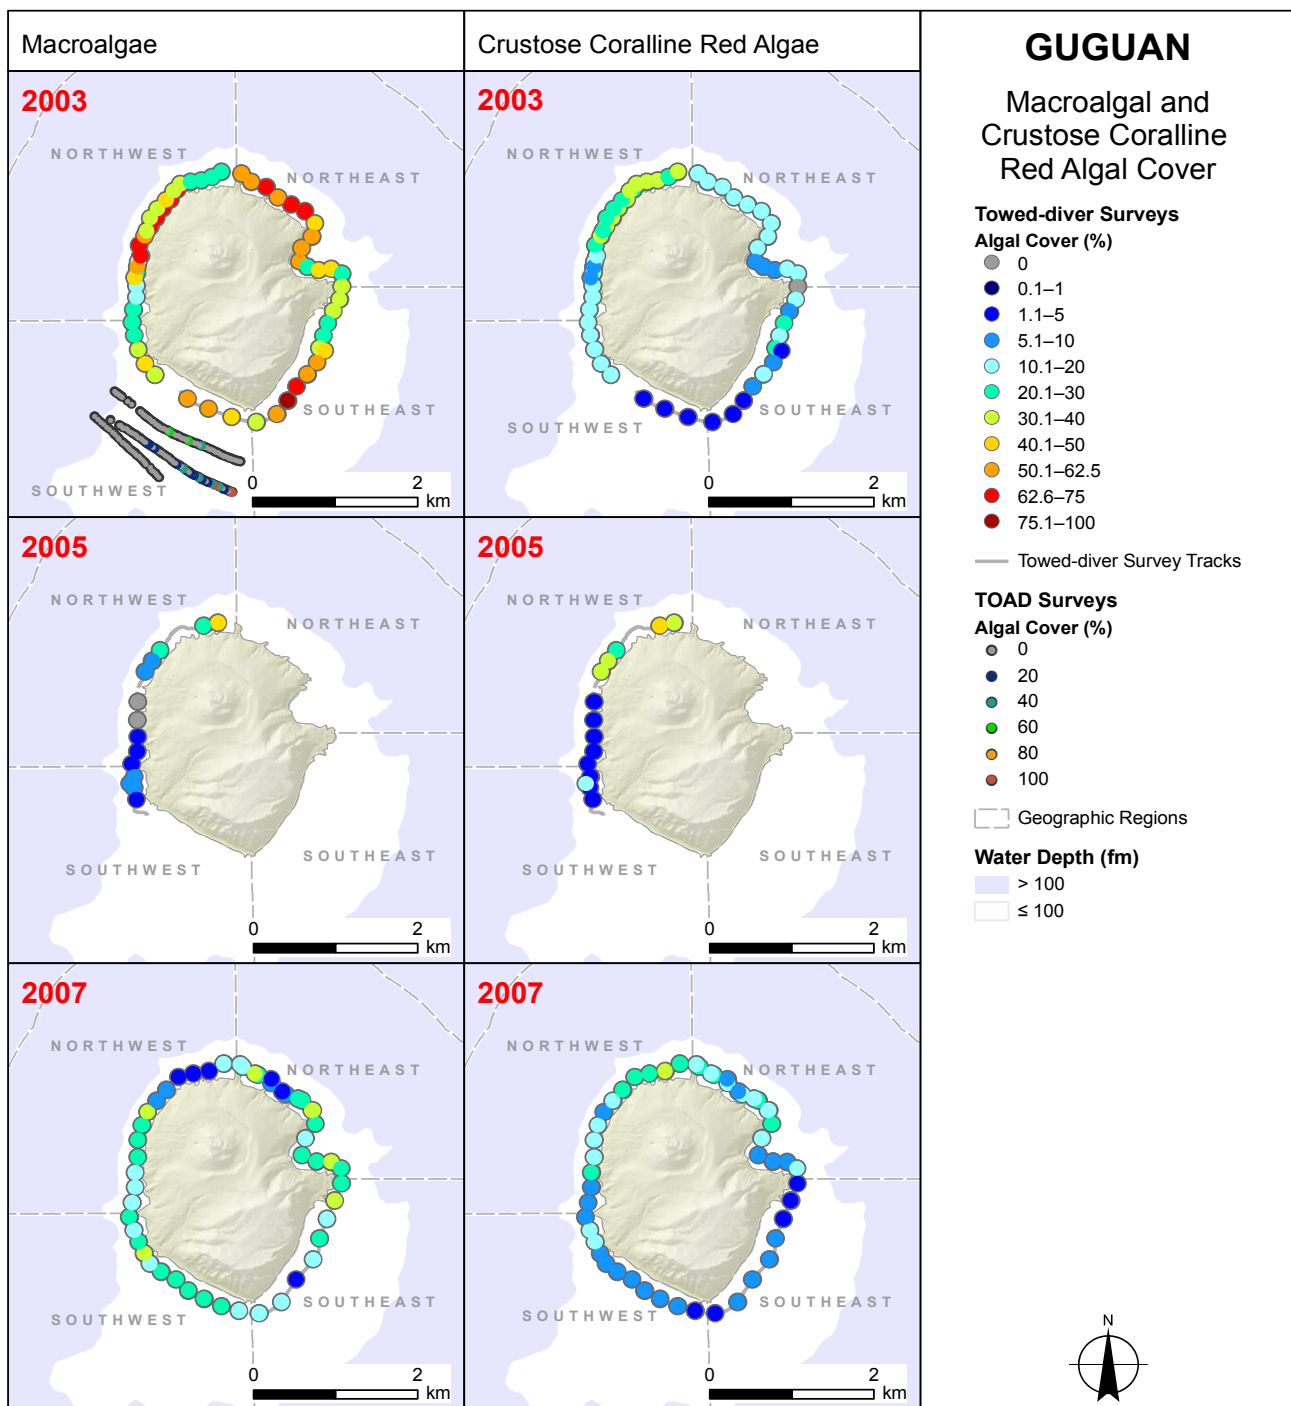 Macroalgae
Crustose Coralline Red Algae
2003
NORTHWEST
NORTHEAST
SOUTHEAST
SOUTHWEST
0 2
km
2003
NORTHWEST
NORTHEAST
SOUTHEAST
SOUTHWEST
0 2
km
2005
NORTHWEST
NORTHEAST
SOUTHEAST
SOUTHWEST
0 2
km
2005
NORTHWEST
NORTHEAST
SOUTHEAST
SOUTHWEST
0 2
km
2007
NORTHWEST
NORTHEAST
SOUTHEAST
SOUTHWEST
0 2
km
2007
NORTHWEST
NORTHEAST
SOUTHEAST
SOUTHWEST
0 2
km
GUGUAN
Macroalgal and
Crustose Coralline
Red Algal Cover
Towed-diver Surveys
Algal Cover (%)
0
0.1–1
1.1–5
5.1–10
10.1–20
20.1–30
30.1–40
40.1–50
50.1–62.5
62.6–75
75.1–100
Towed-diver Survey Tracks
TOAD Surveys
Algal Cover (%)
0
20
40
60
80
100
Geographic Regions
Water Depth (fm)
> 100
≤ 100
N